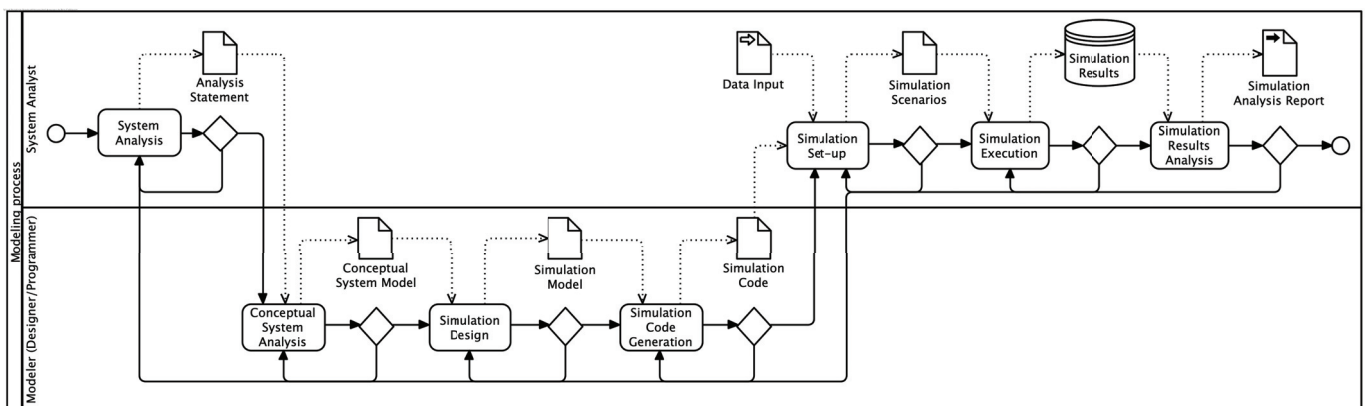 Modeling process
System Analyst
Analysis
Statement
System
Analysis
Data Input
Simulation
Scenarios
Simulation
Results
Simulation
Analysis Report
Simulation
Set-up
Simulation
Execution
Simulation
Results
Analysis
Modeler (Designer/Programmer)
Conceptual
System Model
Simulation
Model
Simulation
Code
Conceptual
System
Analysis
Simulation
Design
Simulation
Code
Generation